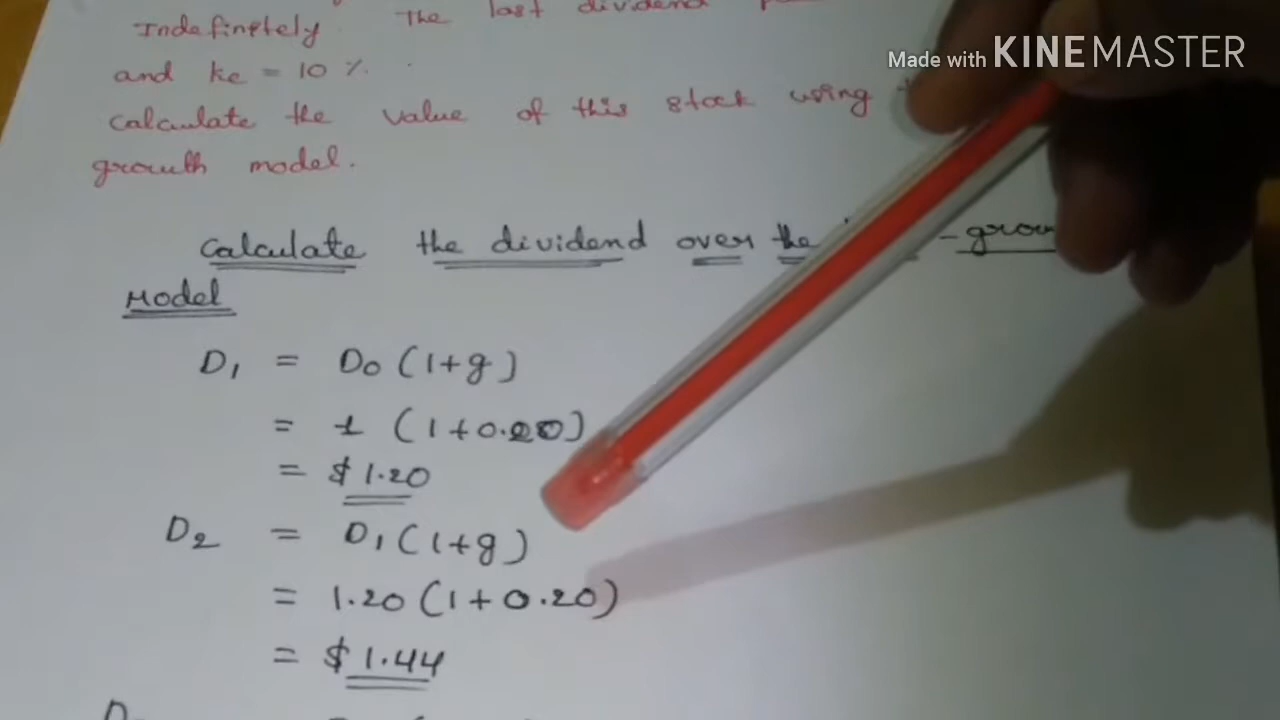 Indefinetely. The last dividend
and ke = 10 %.
calculate the value of this stock using
growth model.
Calculate the dividend over the
Model
D1 = D0 (1+g)
= 1 (1+0.20)
= $ 1.20
D2 = D1 (1+g)
= 1.20 (1+0.20)
= $ 1.44
Made with KINEMASTER